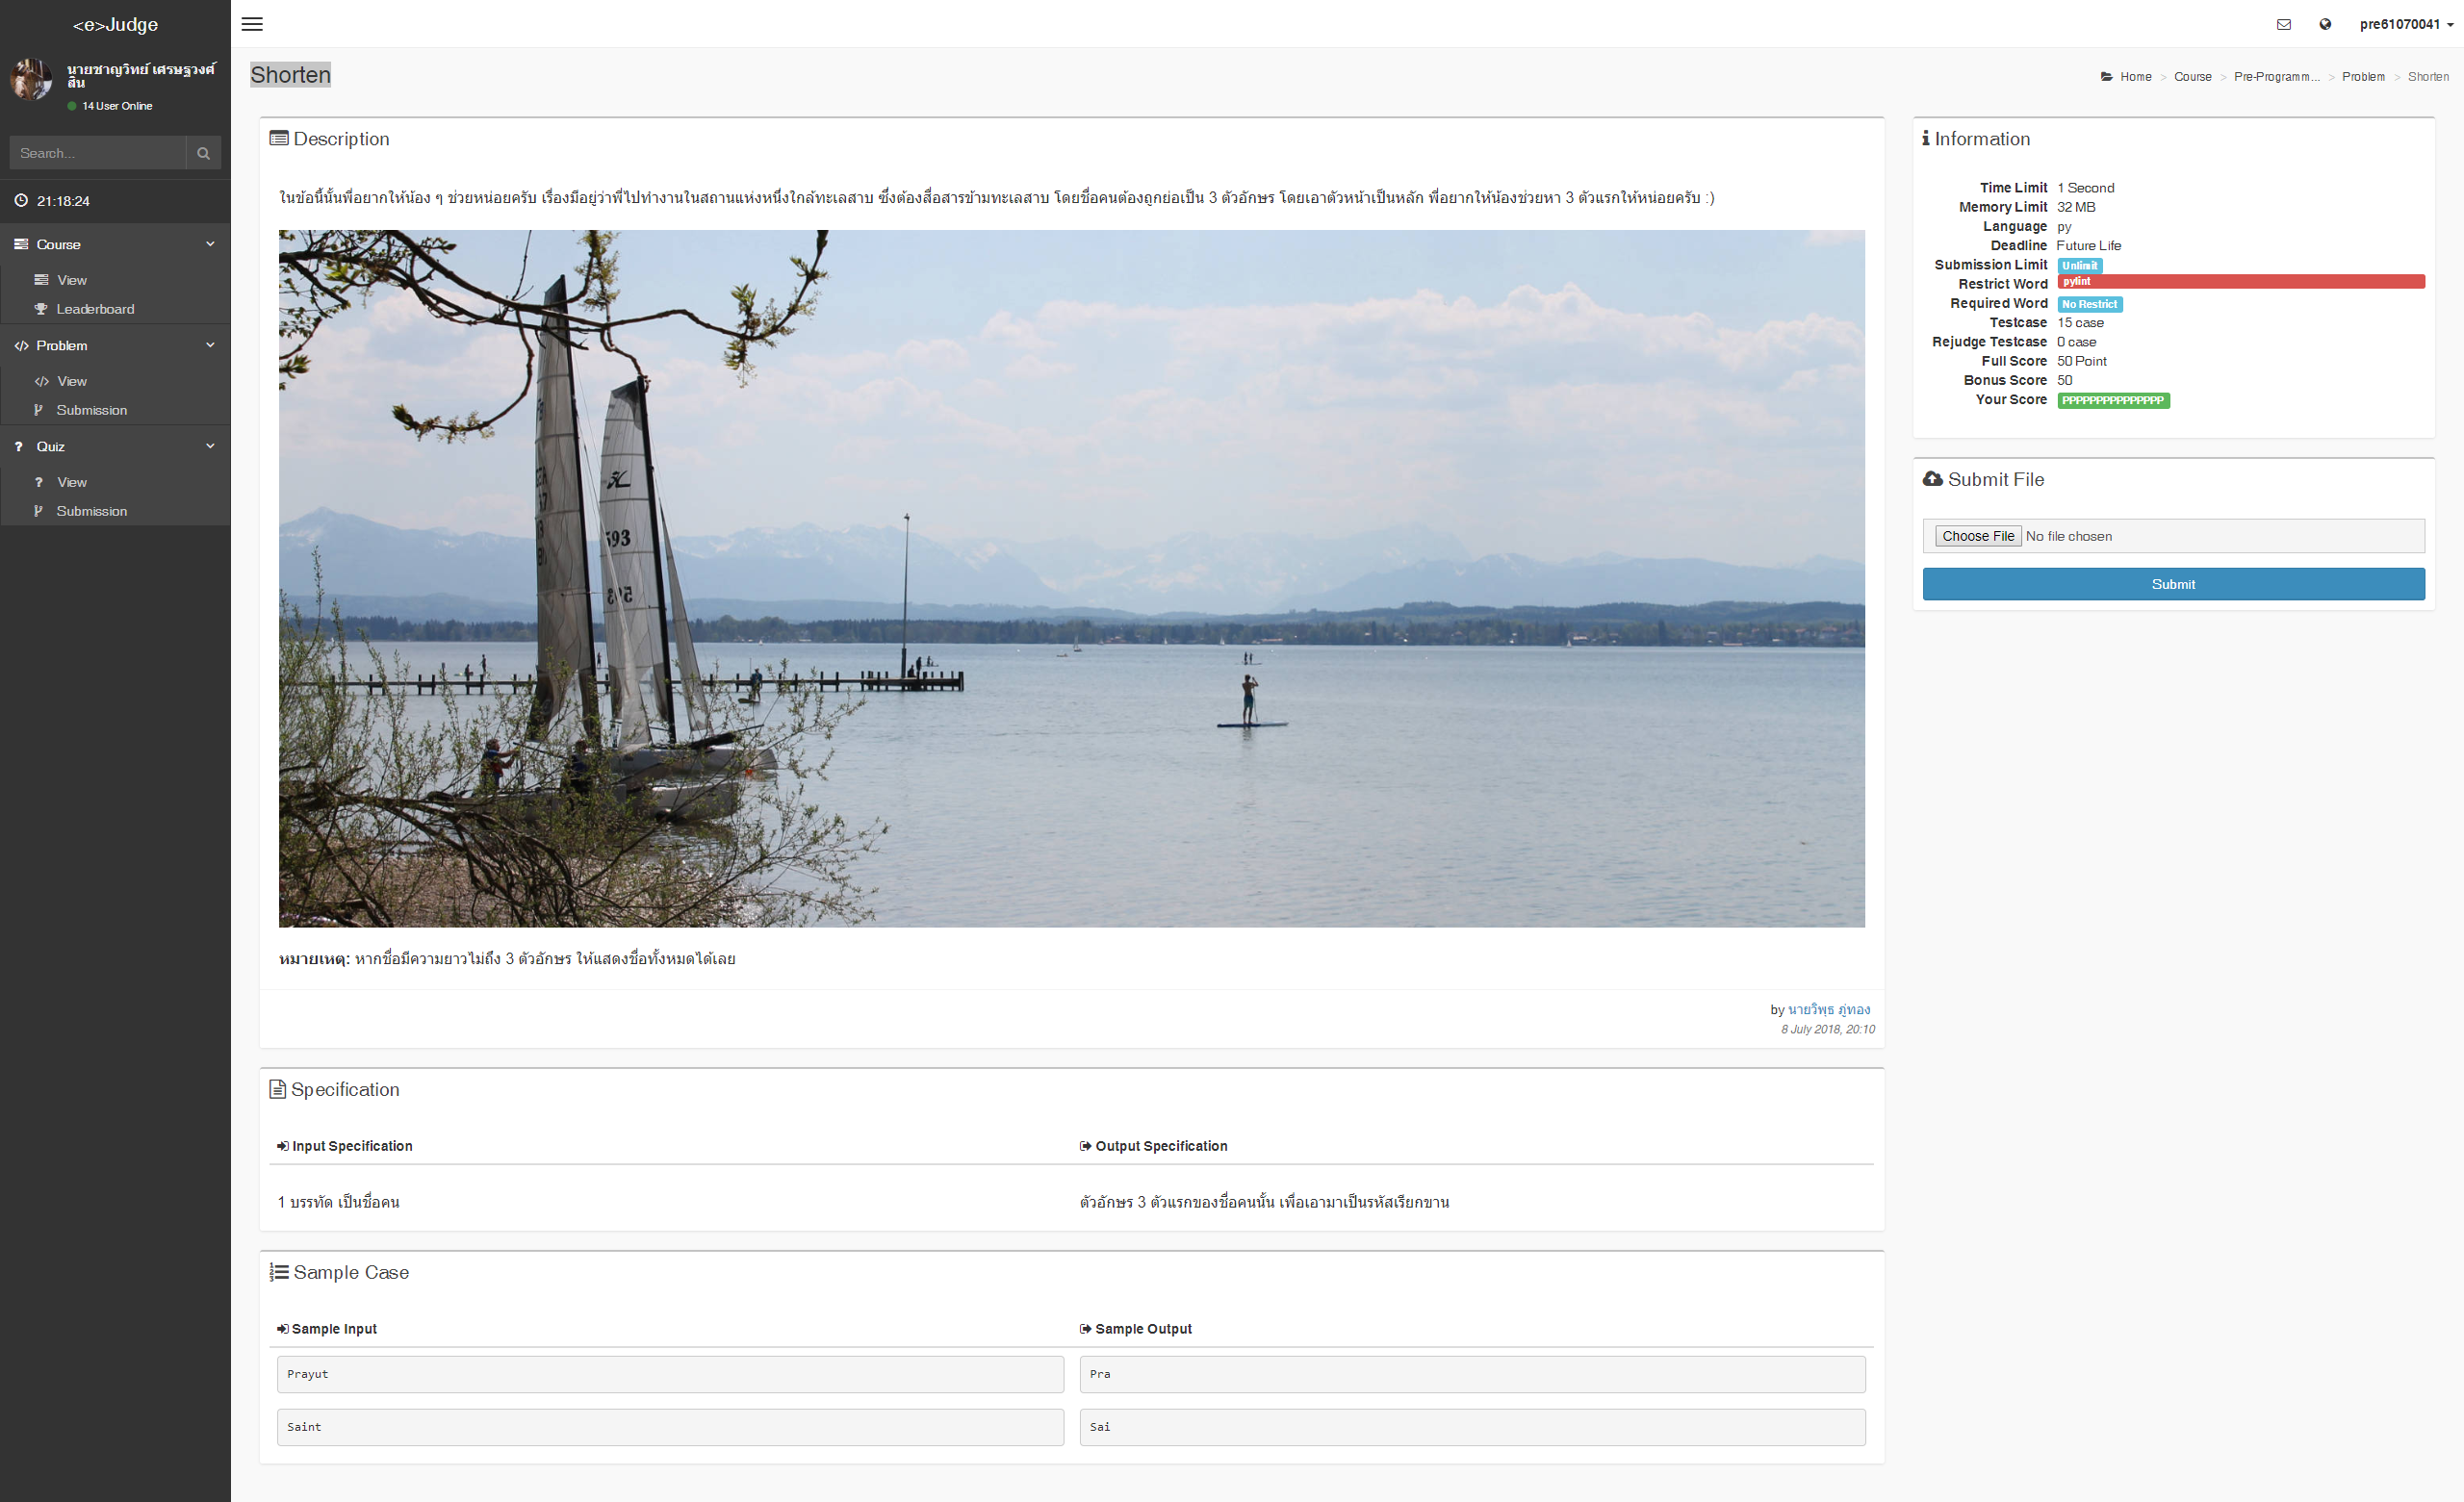 <e>Judge
นายชาญวิทย์ เศรษฐวงศ์
สิน
14 User Online
Search...
21:18:24
Course
View
Leaderboard
Problem
View
Submission
Quiz
View
Submission
pre61070041
Shorten
Home > Course > Pre-Programm... > Problem > Shorten
Description
ในข้อนี้นั้นพี่อยากให้น้อง ๆ ช่วยหน่อยครับ เรื่องมีอยู่ว่าพี่ไปทำงานในสถานแห่งหนึ่งใกล้ทะเลสาบ ซึ่งต้องสื่อสารข้ามทะเลสาบ โดยชื่อคนต้องถูกย่อเป็น 3 ตัวอักษร โดยเอาตัวหน้าเป็นหลัก พี่อยากให้น้องช่วยหา 3 ตัวแรกให้หน่อยครับ :)
593
หมายเหตุ: หากชื่อมีความยาวไม่ถึง 3 ตัวอักษร ให้แสดงชื่อทั้งหมดได้เลย
by นายวิพุธ ภู่ทอง
8 July 2018, 20:10
Specification
Input Specification
Output Specification
1 บรรทัด เป็นชื่อคน
ตัวอักษร 3 ตัวแรกของชื่อคนนั้น เพื่อเอามาเป็นรหัสเรียกขาน
Sample Case
Sample Input
Sample Output
Prayut
Pra
Saint
Sai
Information
Time Limit 1 Second
Memory Limit 32 MB
Language py
Deadline Future Life
Submission Limit Unlimit
Restrict Word pylint
Required Word No Restrict
Testcase 15 case
Rejudge Testcase 0 case
Full Score 50 Point
Bonus Score 50
Your Score PPPPPPPPPPPPPPP
Submit File
Choose File No file chosen
Submit